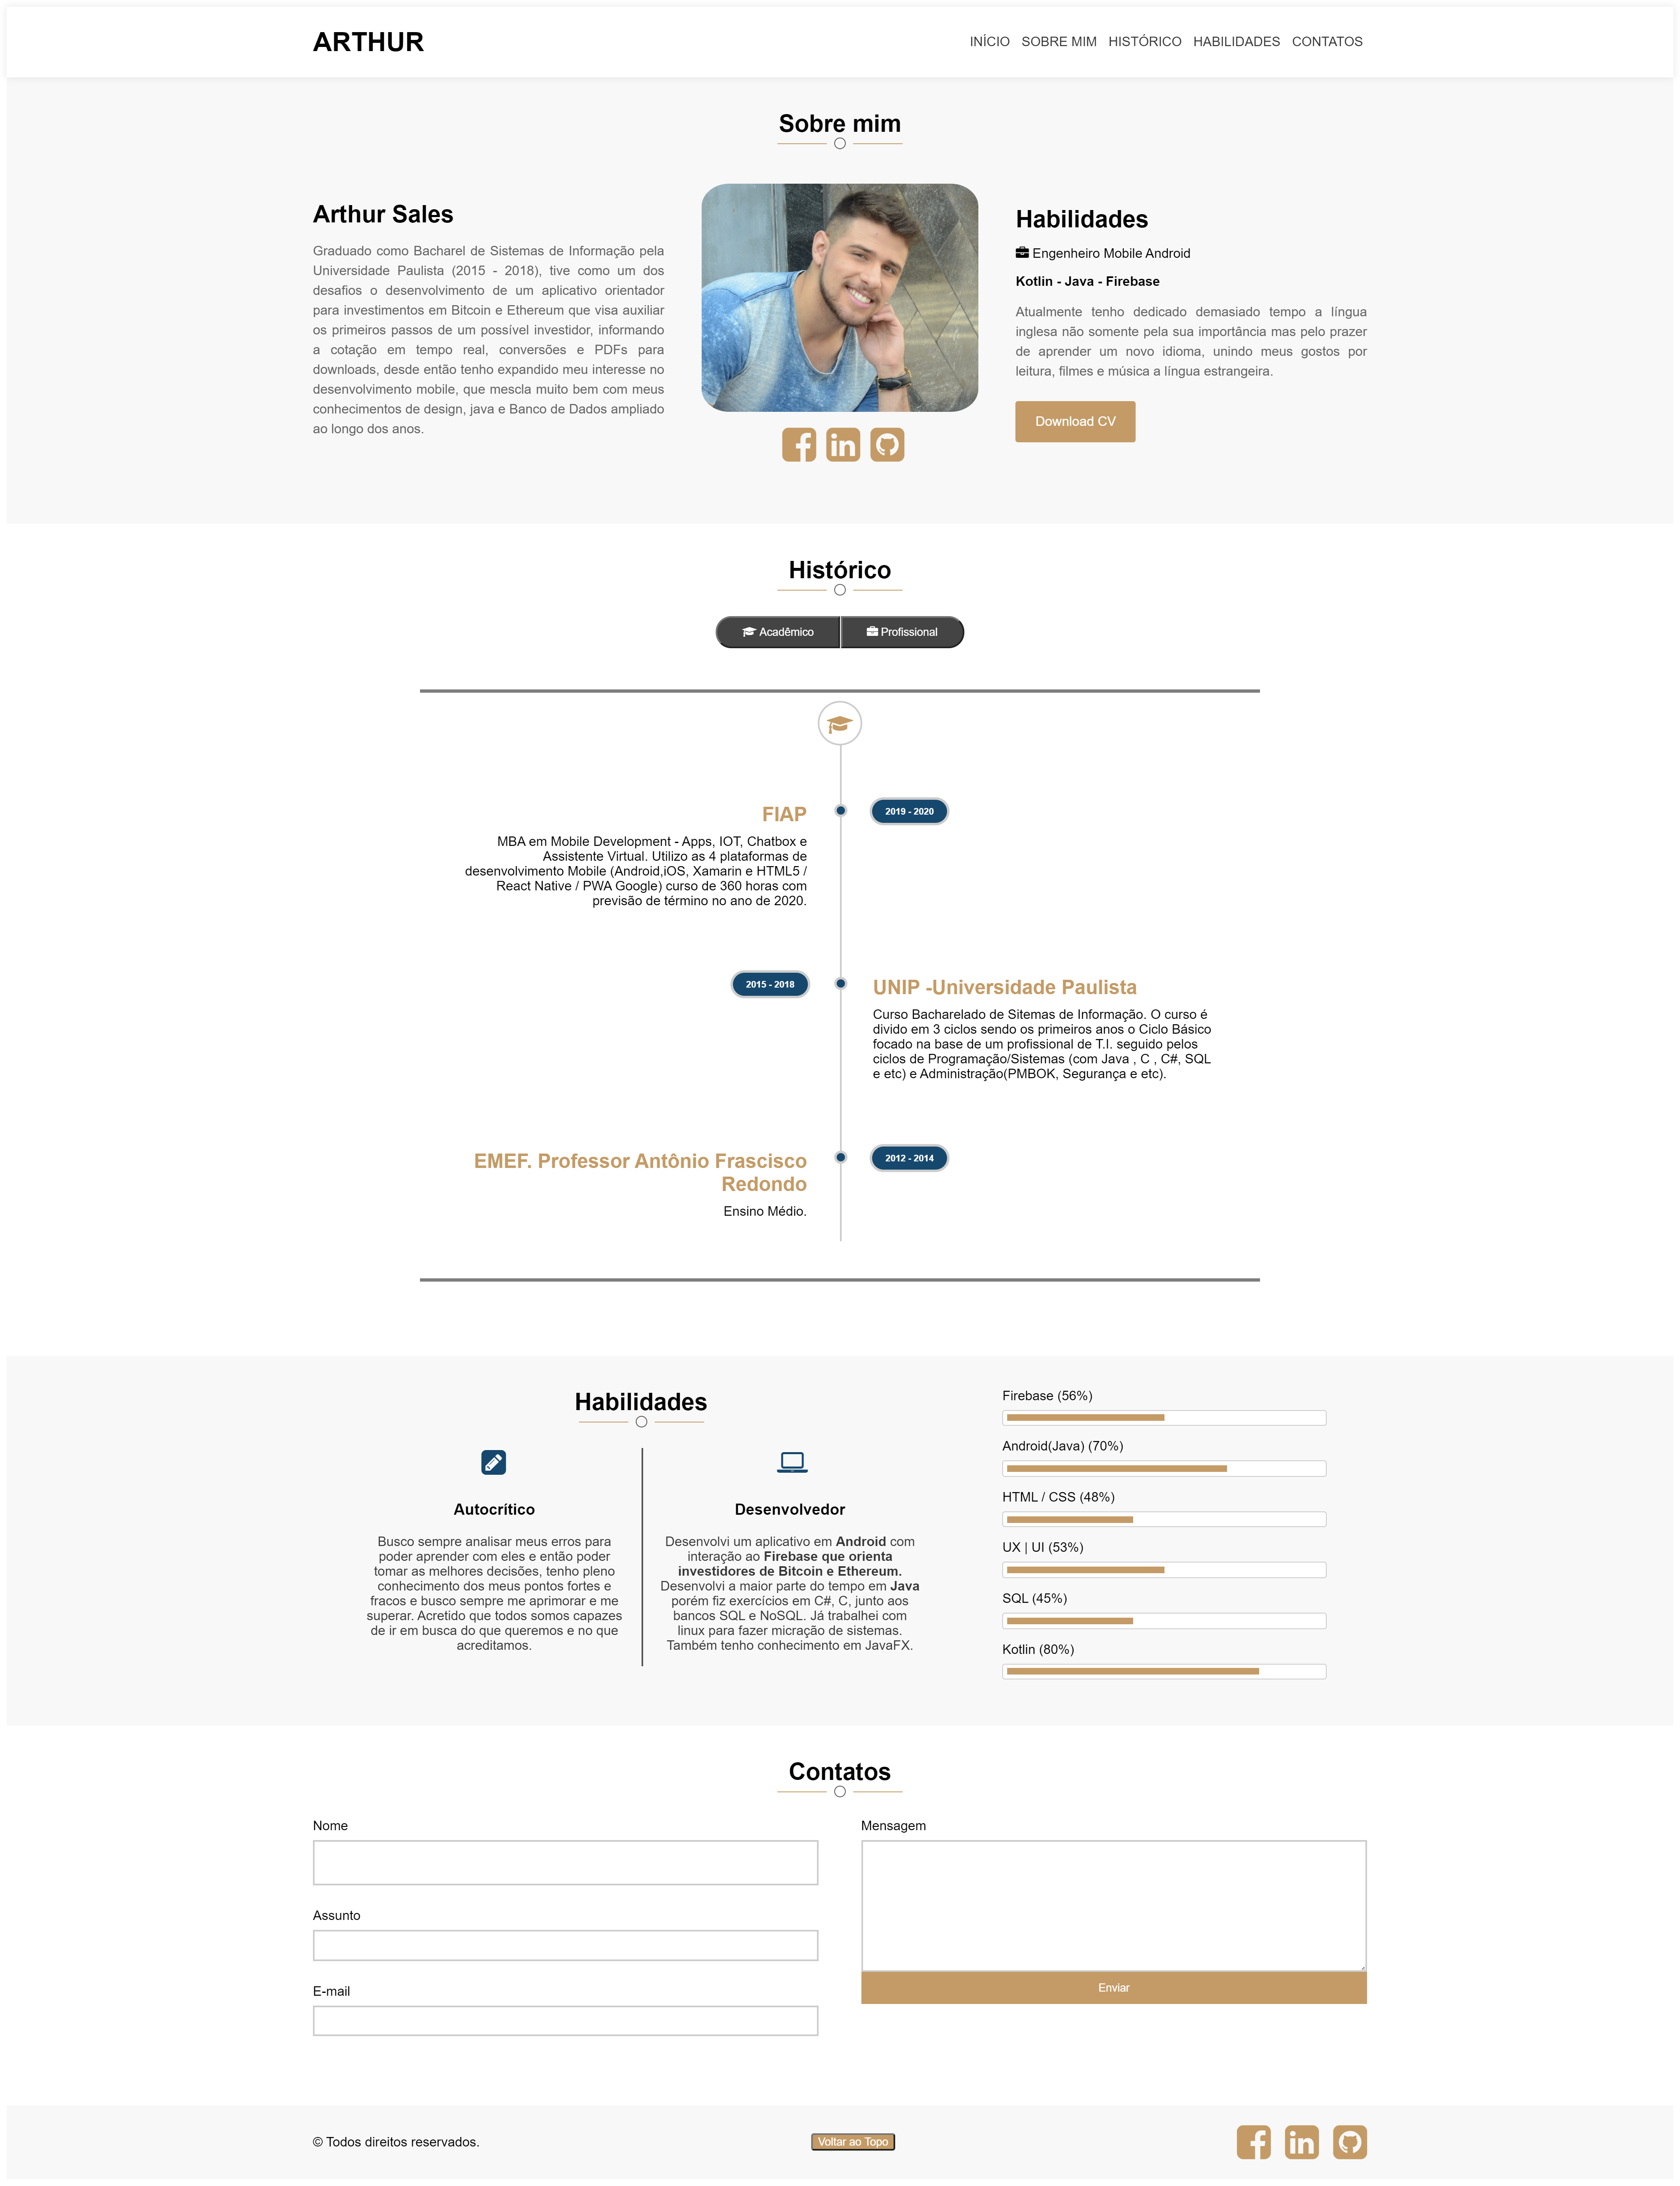 ARTHUR
INÍCIO SOBRE MIM HISTÓRICO HABILIDADES CONTATOS
Sobre mim
Arthur Sales
Graduado como Bacharel de Sistemas de Informação pela
Universidade Paulista (2015 - 2018), tive como um dos
desafios o desenvolvimento de um aplicativo orientador
para investimentos em Bitcoin e Ethereum que visa auxiliar
os primeiros passos de um possível investidor, informando
a cotação em tempo real, conversões e PDFs para
downloads, desde então tenho expandido meu interesse no
desenvolvimento mobile, que mescla muito bem com meus
conhecimentos de design, java e Banco de Dados ampliado
ao longo dos anos.
Habilidades
Engenheiro Mobile Android
Kotlin - Java - Firebase
Atualmente tenho dedicado demasiado tempo a língua
inglesa não somente pela sua importância mas pelo prazer
de aprender um novo idioma, unindo meus gostos por
leitura, filmes e música a língua estrangeira.
Download CV
Histórico
Acadêmico
Profissional
FIAP
2019 - 2020
MBA em Mobile Development - Apps, IOT, Chatbox e
Assistente Virtual. Utilizo as 4 plataformas de
desenvolvimento Mobile (Android,iOS, Xamarin e HTML5 /
React Native / PWA Google) curso de 360 horas com
previsão de término no ano de 2020.
2015 - 2018
UNIP -Universidade Paulista
Curso Bacharelado de Sitemas de Informação. O curso é
divido em 3 ciclos sendo os primeiros anos o Ciclo Básico
focado na base de um profissional de T.I. seguido pelos
ciclos de Programação/Sistemas (com Java , C , C#, SQL
e etc) e Administração(PMBOK, Segurança e etc).
EMEF. Professor Antônio Frascisco
Redondo
2012 - 2014
Ensino Médio.
Habilidades
Autocrítico
Busco sempre analisar meus erros para
poder aprender com eles e então poder
tomar as melhores decisões, tenho pleno
conhecimento dos meus pontos fortes e
fracos e busco sempre me aprimorar e me
superar. Acretido que todos somos capazes
de ir em busca do que queremos e no que
acreditamos.
Desenvolvedor
Desenvolvi um aplicativo em Android com
interação ao Firebase que orienta
investidores de Bitcoin e Ethereum.
Desenvolvi a maior parte do tempo em Java
porém fiz exercícios em C#, C, junto aos
bancos SQL e NoSQL. Já trabalhei com
linux para fazer micração de sistemas.
Também tenho conhecimento em JavaFX.
Firebase (56%)
Android(Java) (70%)
HTML / CSS (48%)
UX | UI (53%)
SQL (45%)
Kotlin (80%)
Contatos
Nome
Assunto
E-mail
Mensagem
Enviar
© Todos direitos reservados.
Voltar ao Topo